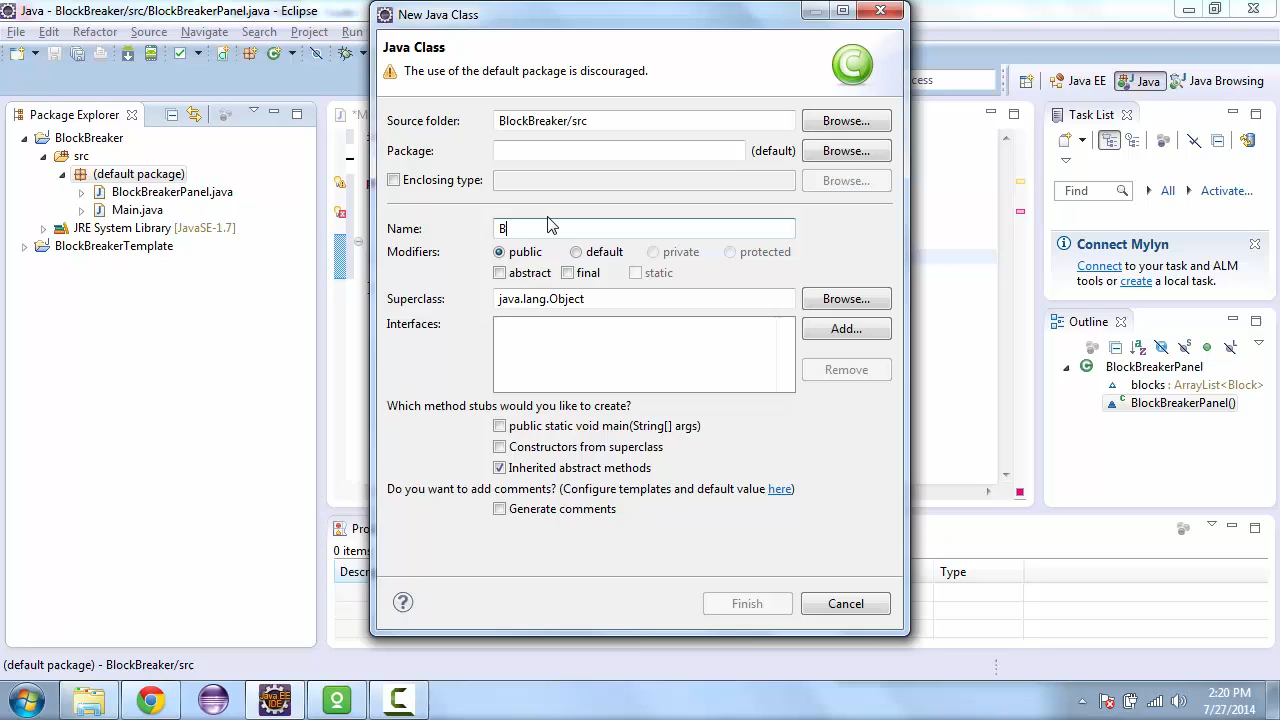 Java - BlockBreaker/src/BlockBreakerPanel.java - Eclipse
New Java Class
File Edit Refactor Source Navigate Search Project Run
Java Class
The use of the default package is discouraged.
Java EE Java Java Browsing
Package Explorer
Task List
Source folder: BlockBreaker/src Browse...
BlockBreaker
Package: (default) Browse...
src
(default package)
Enclosing type: Browse...
BlockBreakerPanel.java
Find All Activate...
Main.java
JRE System Library [JavaSE-1.7]
Name: B
BlockBreakerTemplate
Connect Mylyn
Modifiers: public default private protected
Connect to your task and ALM
tools or create a local task.
abstract final static
Superclass: java.lang.Object Browse...
Interfaces: Add...
Outline
Remove
BlockBreakerPanel
blocks : ArrayList<Block>
BlockBreakerPanel()
Which method stubs would you like to create?
public static void main(String[] args)
Constructors from superclass
Inherited abstract methods
Do you want to add comments? (Configure templates and default value here)
Generate comments
0 items
Type
? Finish Cancel
(default package) - BlockBreaker/src
Java EE
IDE
2:20 PM
7/27/2014